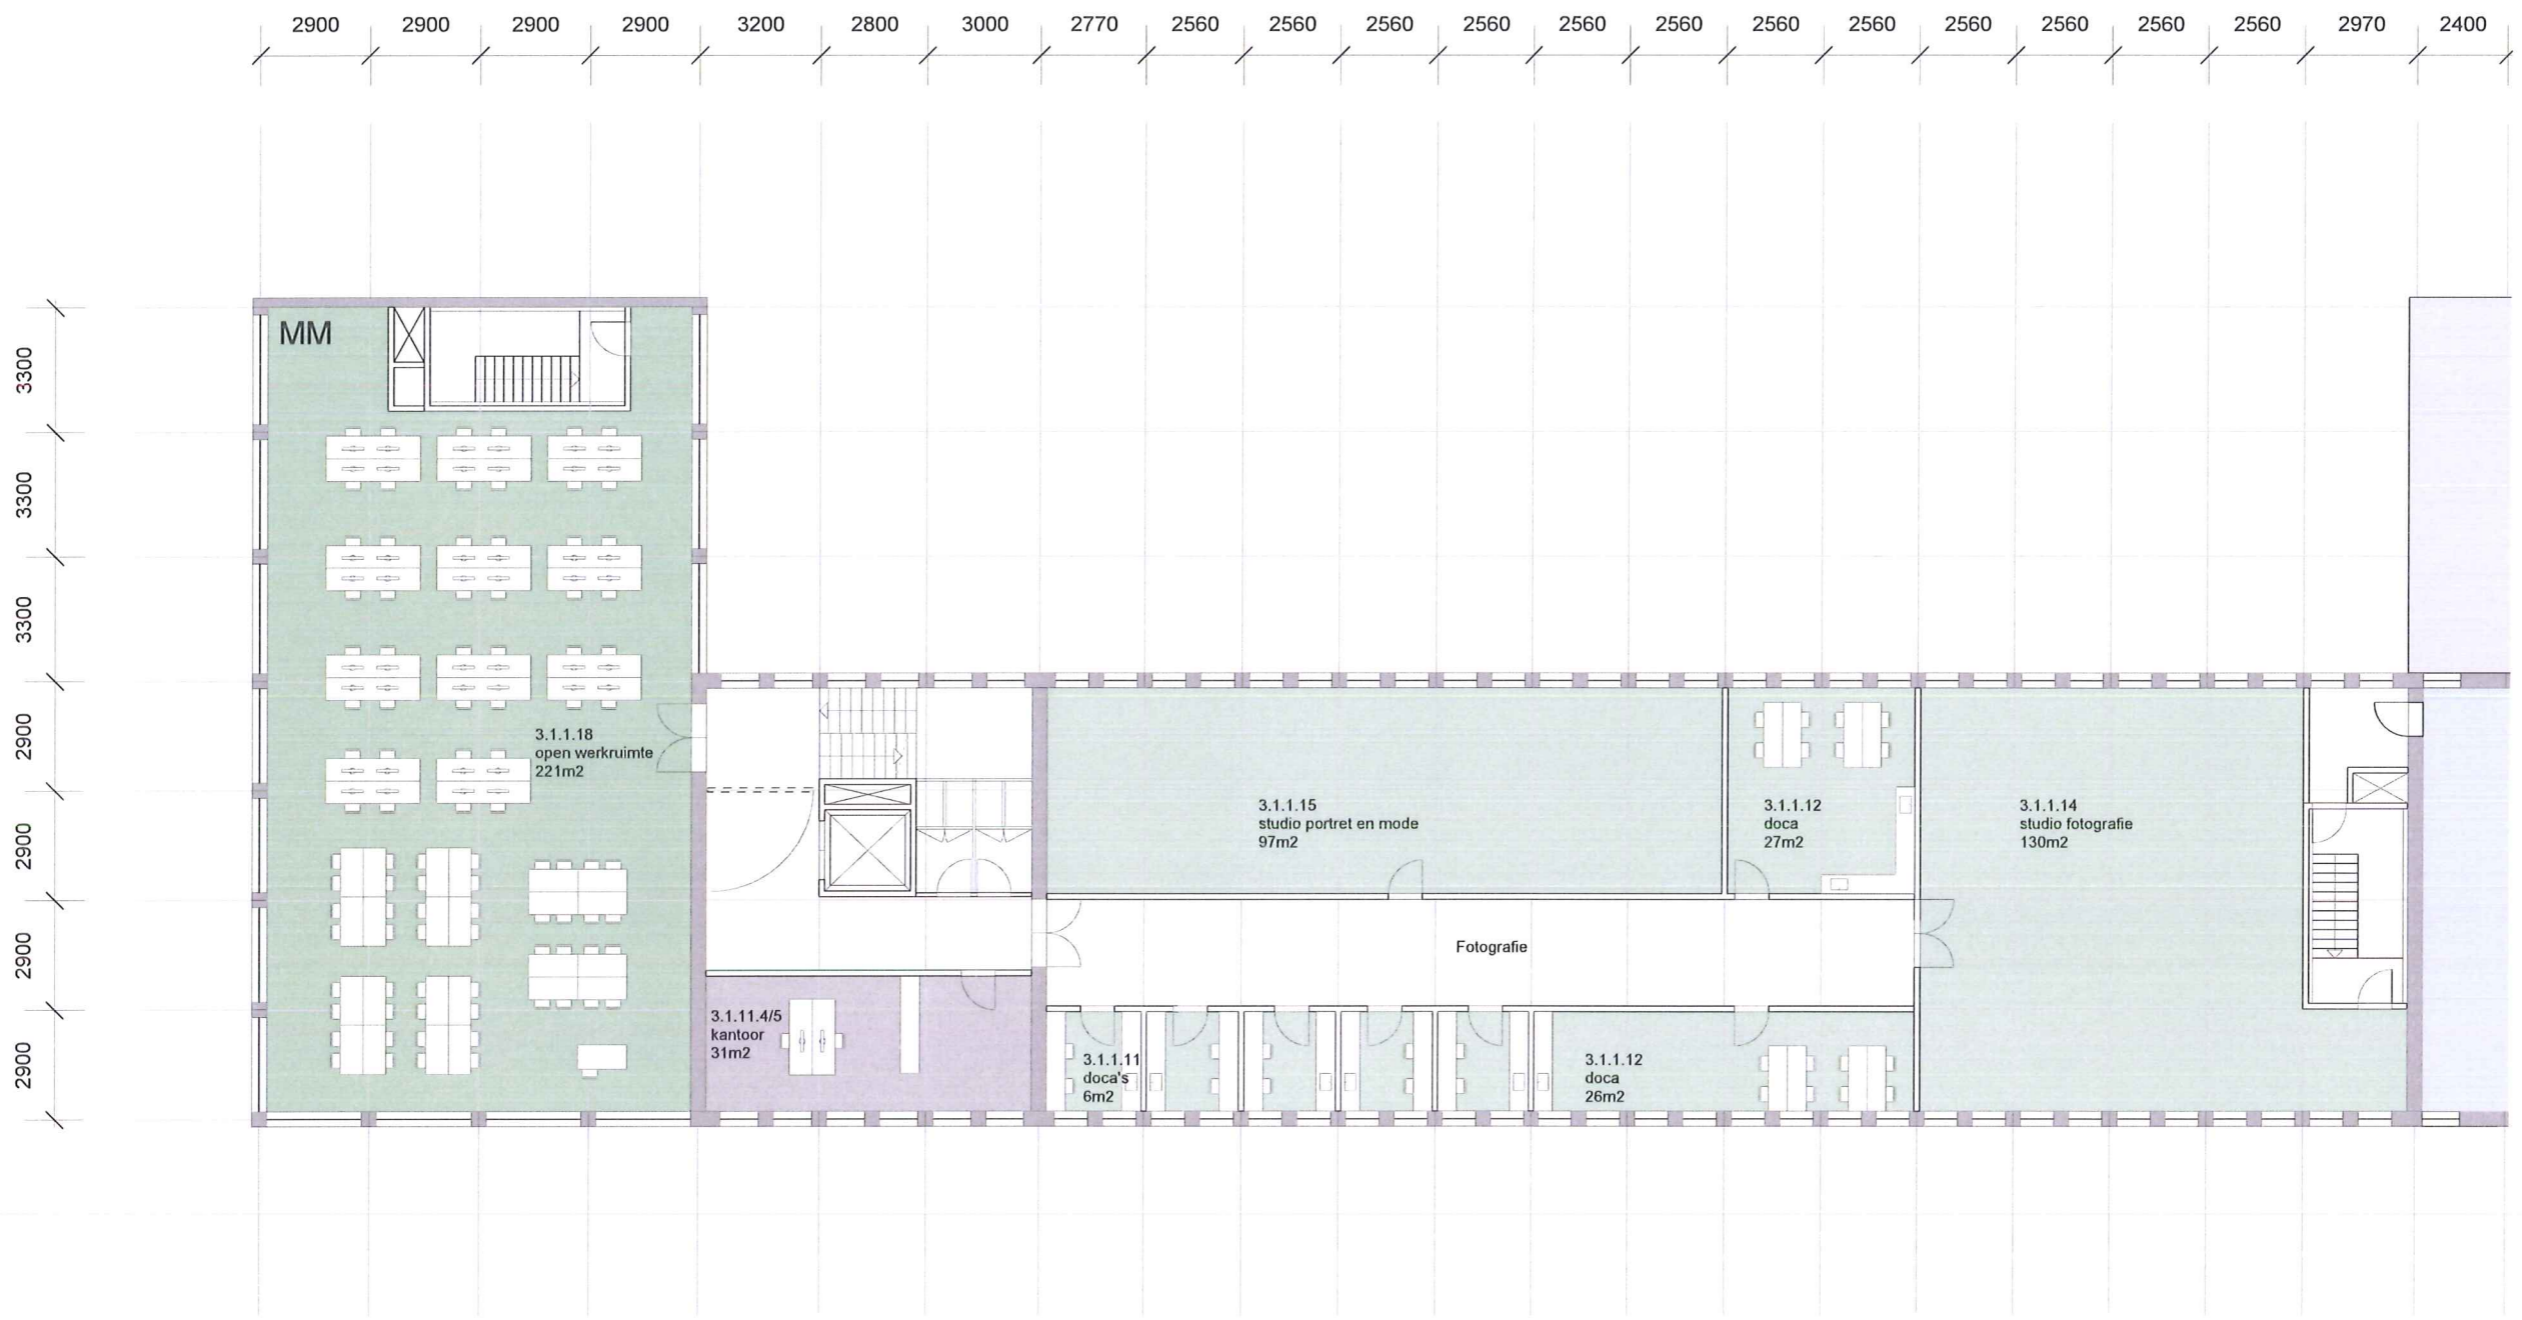 2900 2900 2900 2900 3200 2800 3000 2770 2560 2560 2560 2560 2560 2560 2560 2560 2560 2560 2560 2560 2970 2400
3300
3300
3300
2900
2900
2900
2900
MM
3.1.1.18
open werkruimte
221m2
3.1.1.15
studio portret en mode
97m2
3.1.1.12
doca
27m2
3.1.1.14
studio fotografie
130m2
Fotografie
3.1.11.4/5
kantoor
31m2
3.1.1.11
doca's
6m2
3.1.1.12
doca
26m2